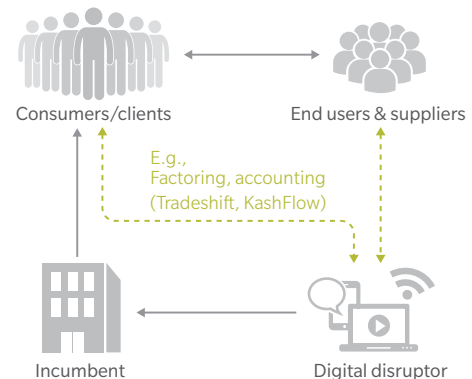 Consumers/clients
End users & suppliers
E.g.,
Factoring, accounting
(Tradeshift, KashFlow)
Incumbent
Digital disruptor